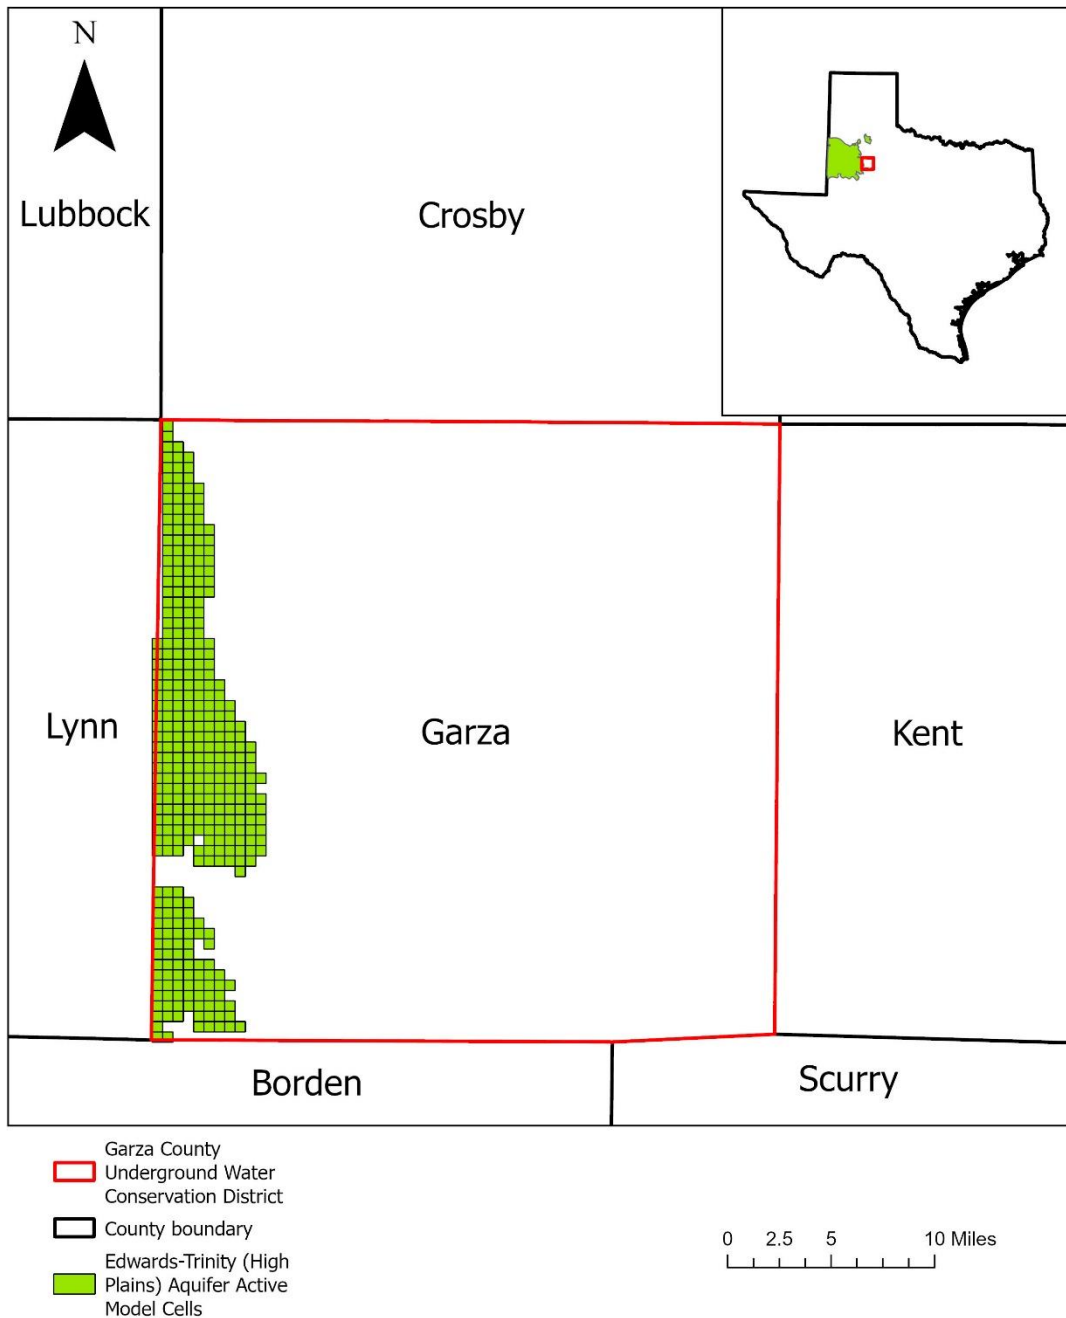 N
Lubbock
Crosby
Lynn
Garza
Kent
Borden
Scurry
Garza County
Underground Water
Conservation District
County boundary
Edwards-Trinity (High
Plains) Aquifer Active
Model Cells
0 2.5 5 10 Miles